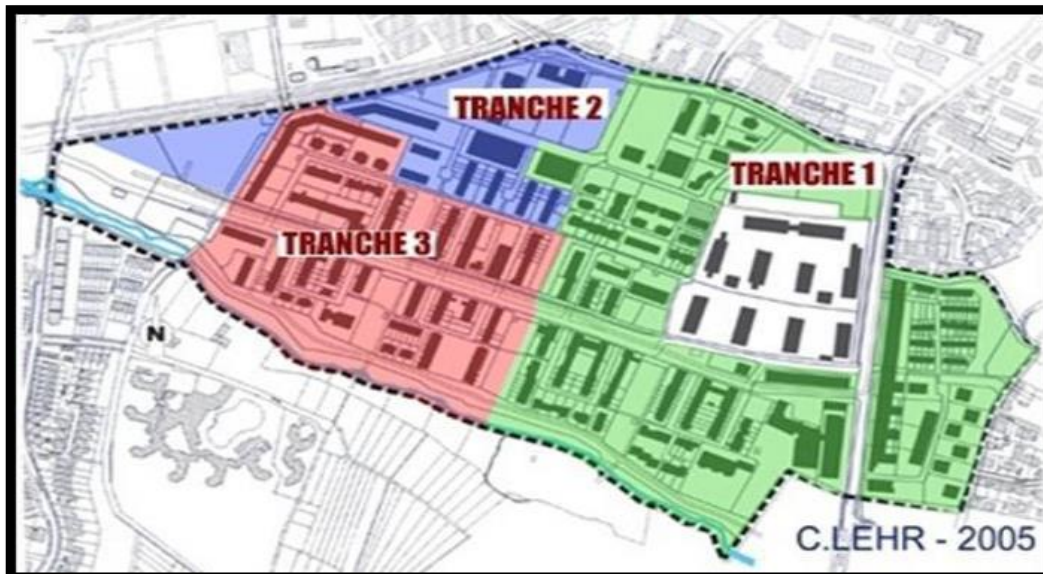 TRANCHE 2
TRANCHE 1
TRANCHE 3
N
C.LEHR - 2005